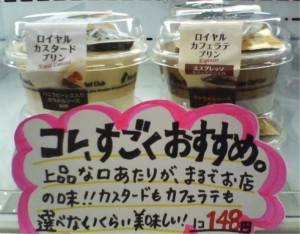 ロイヤル
カスタード
プリン
ロイヤル
カフェラテ
プリン
エスプレッソ
コレ、すごくおすすめ。
上品な口あたりが、まるでお店
の味!!カスタードもカフェラテも
選べなくらい美味しい!1コ148円